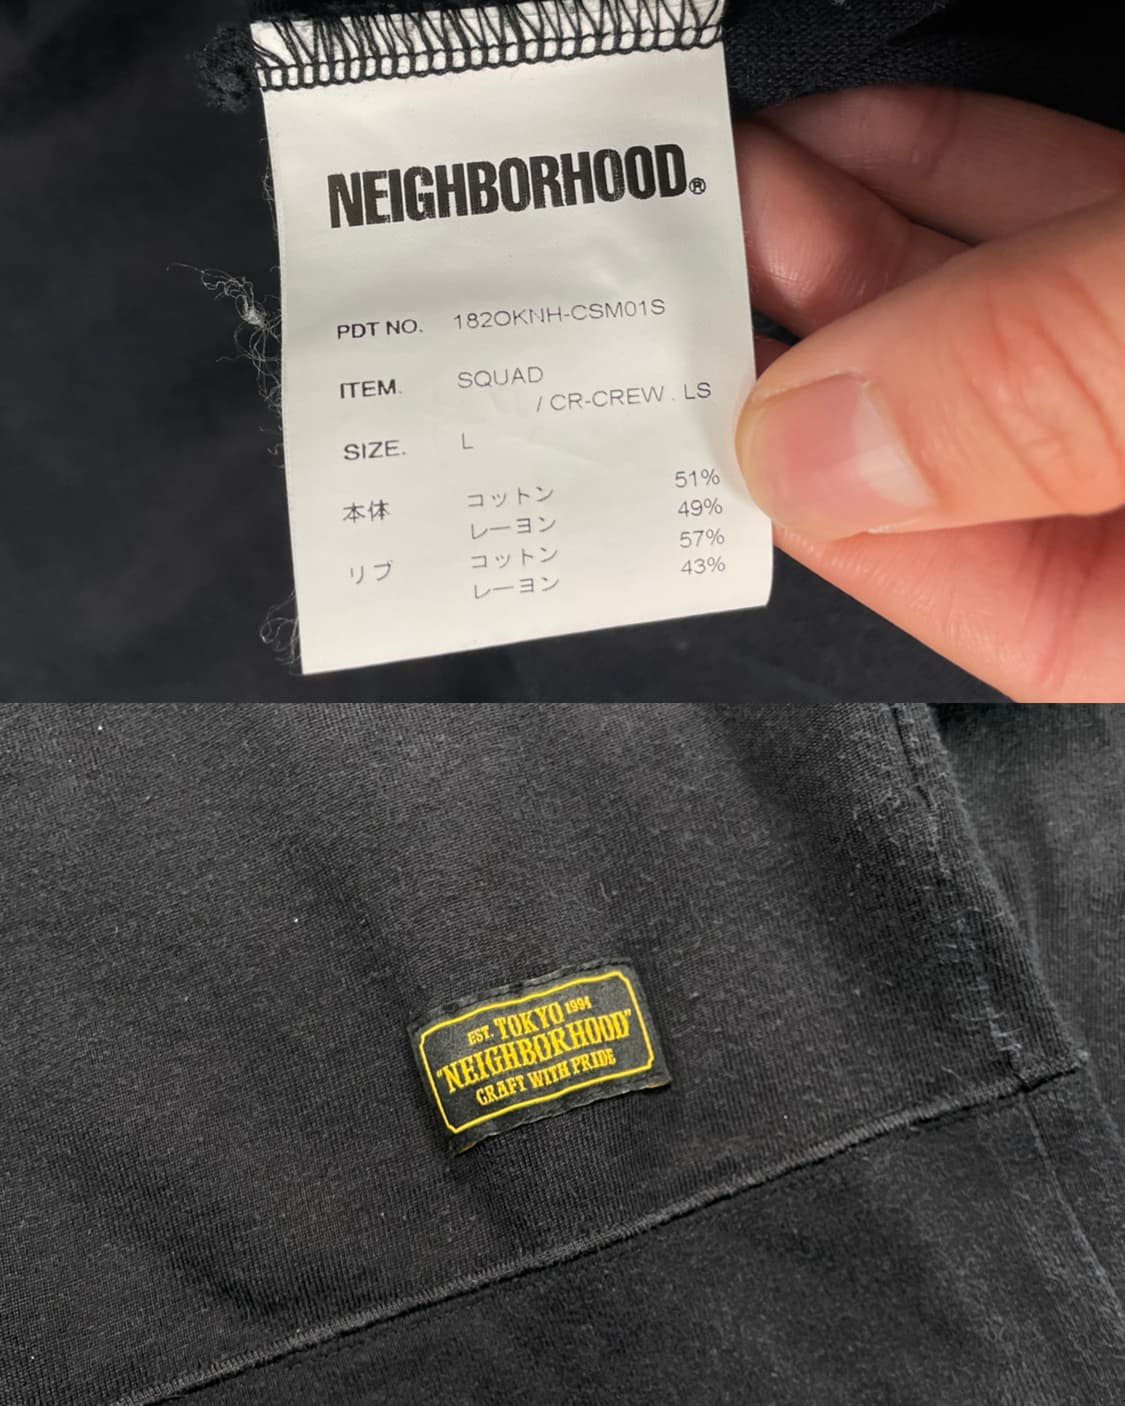 NEIGHBORHOOD®
PDT NO. 182OKNH-CSM01S
ITEM. SQUAD
/ CR-CREW . LS
SIZE. L
本体 コットン 51%
レーヨン 49%
リブ コットン 57%
レーヨン 43%
EST. TOKYO 1994
"NEIGHBORHOOD"
CRAFT WITH PRIDE